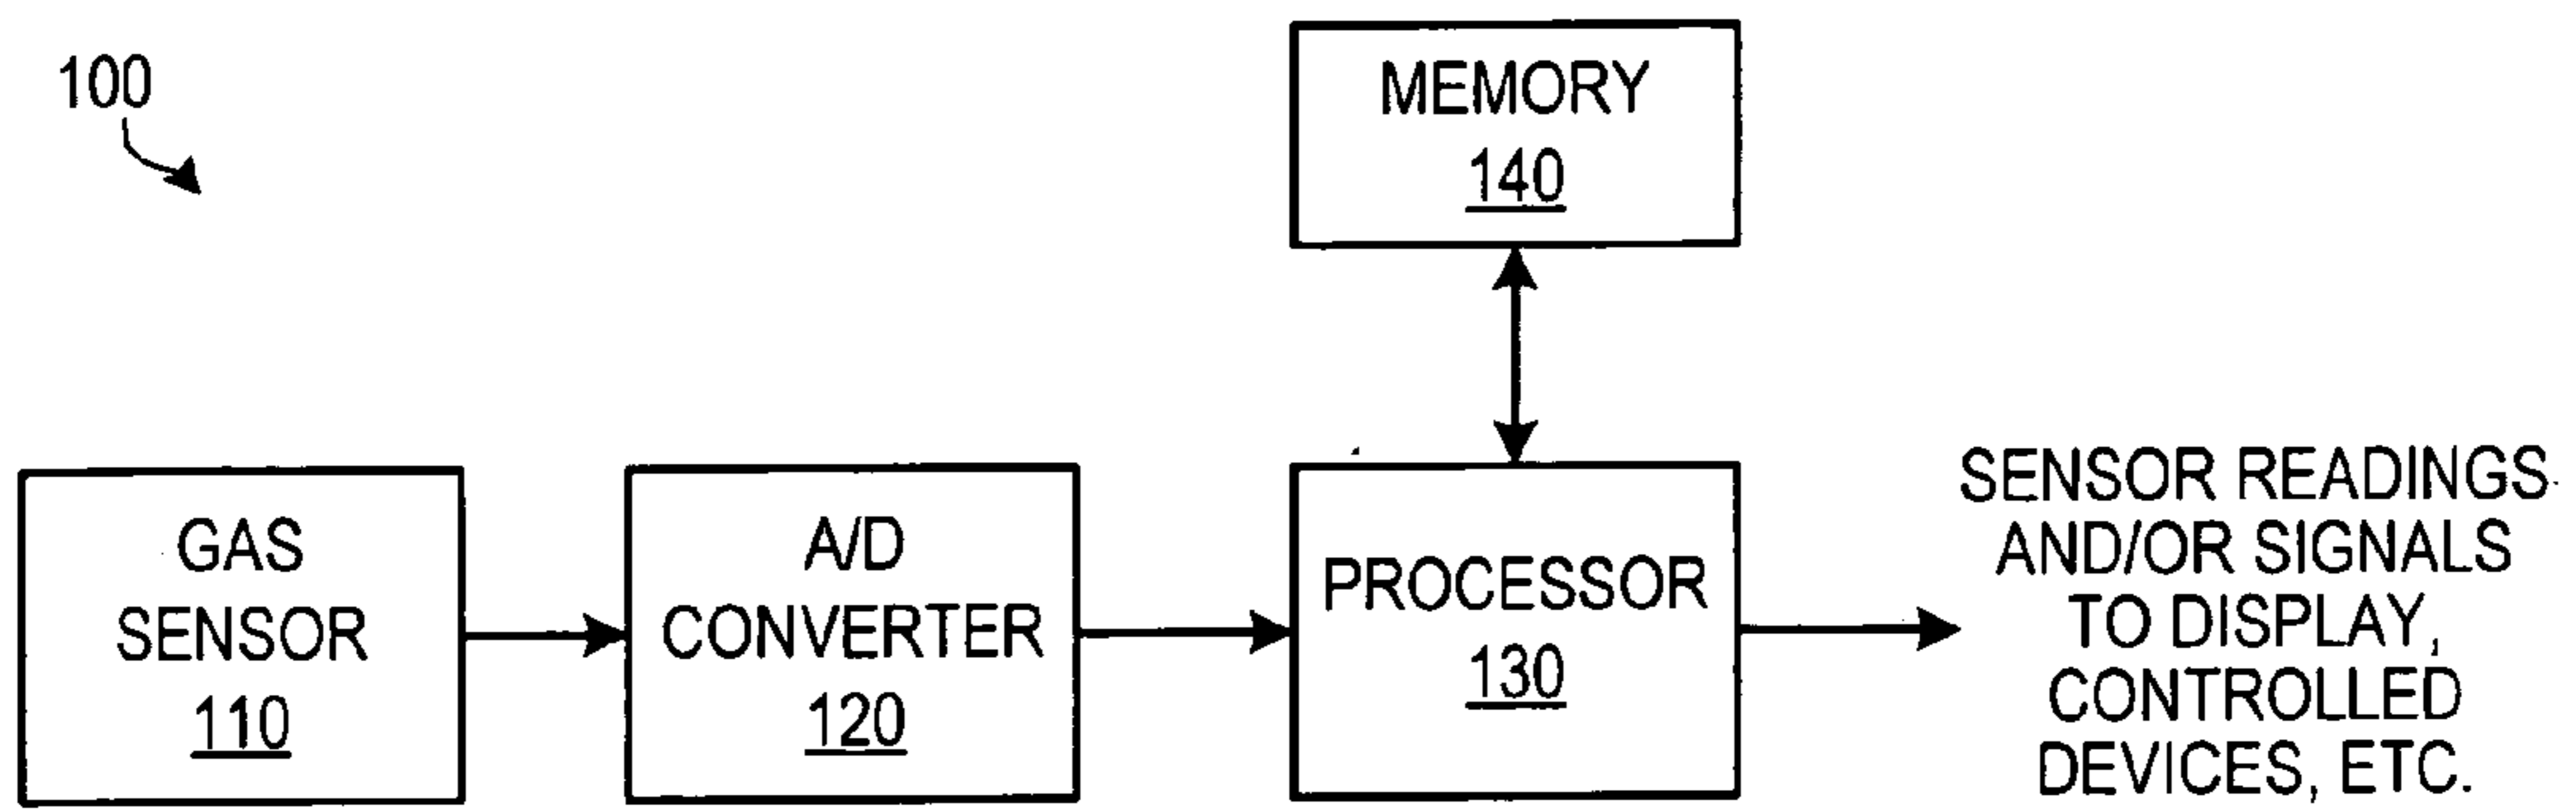 100
MEMORY
140
GAS
SENSOR
110
A/D
CONVERTER
120
PROCESSOR
130
SENSOR READINGS
AND/OR SIGNALS
TO DISPLAY,
CONTROLLED
DEVICES, ETC.